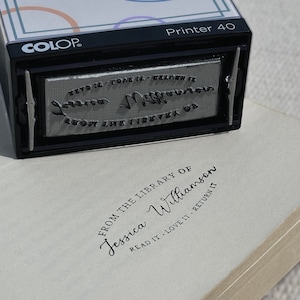 COLOP
Printer 40
FROM THE LIBRARY OF
Jessica Williamson
READ IT · LOVE IT · RETURN IT